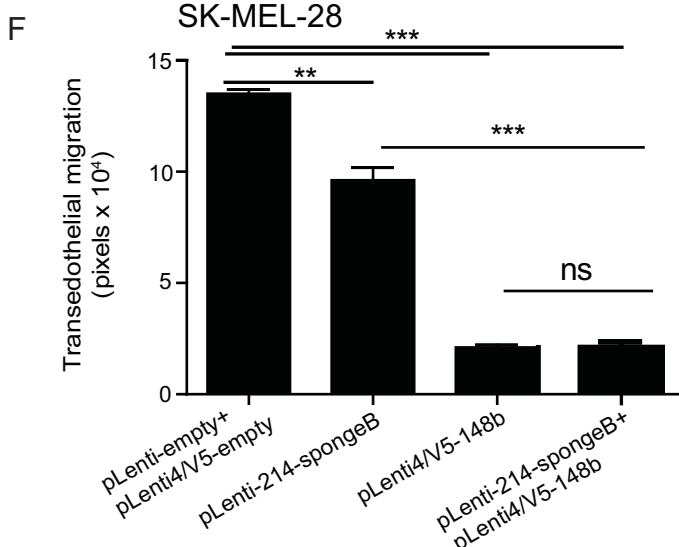 F
SK-MEL-28
***
**
***
ns
Transedothelial migration
(pixels x 10⁴)
15
10
5
0
pLenti-empty+
pLenti4/V5-empty
pLenti-214-spongeB
pLenti4/V5-148b
pLenti-214-spongeB+
pLenti4/V5-148b